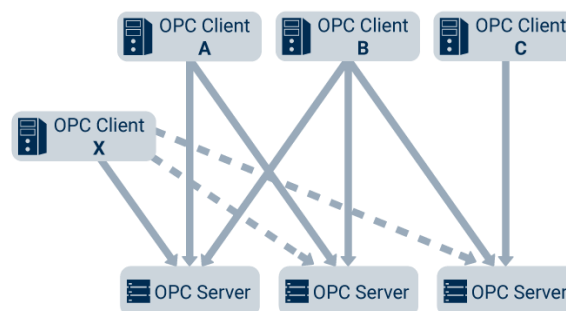 OPC Client
A
OPC Client
B
OPC Client
C
OPC Client
X
OPC Server
OPC Server
OPC Server